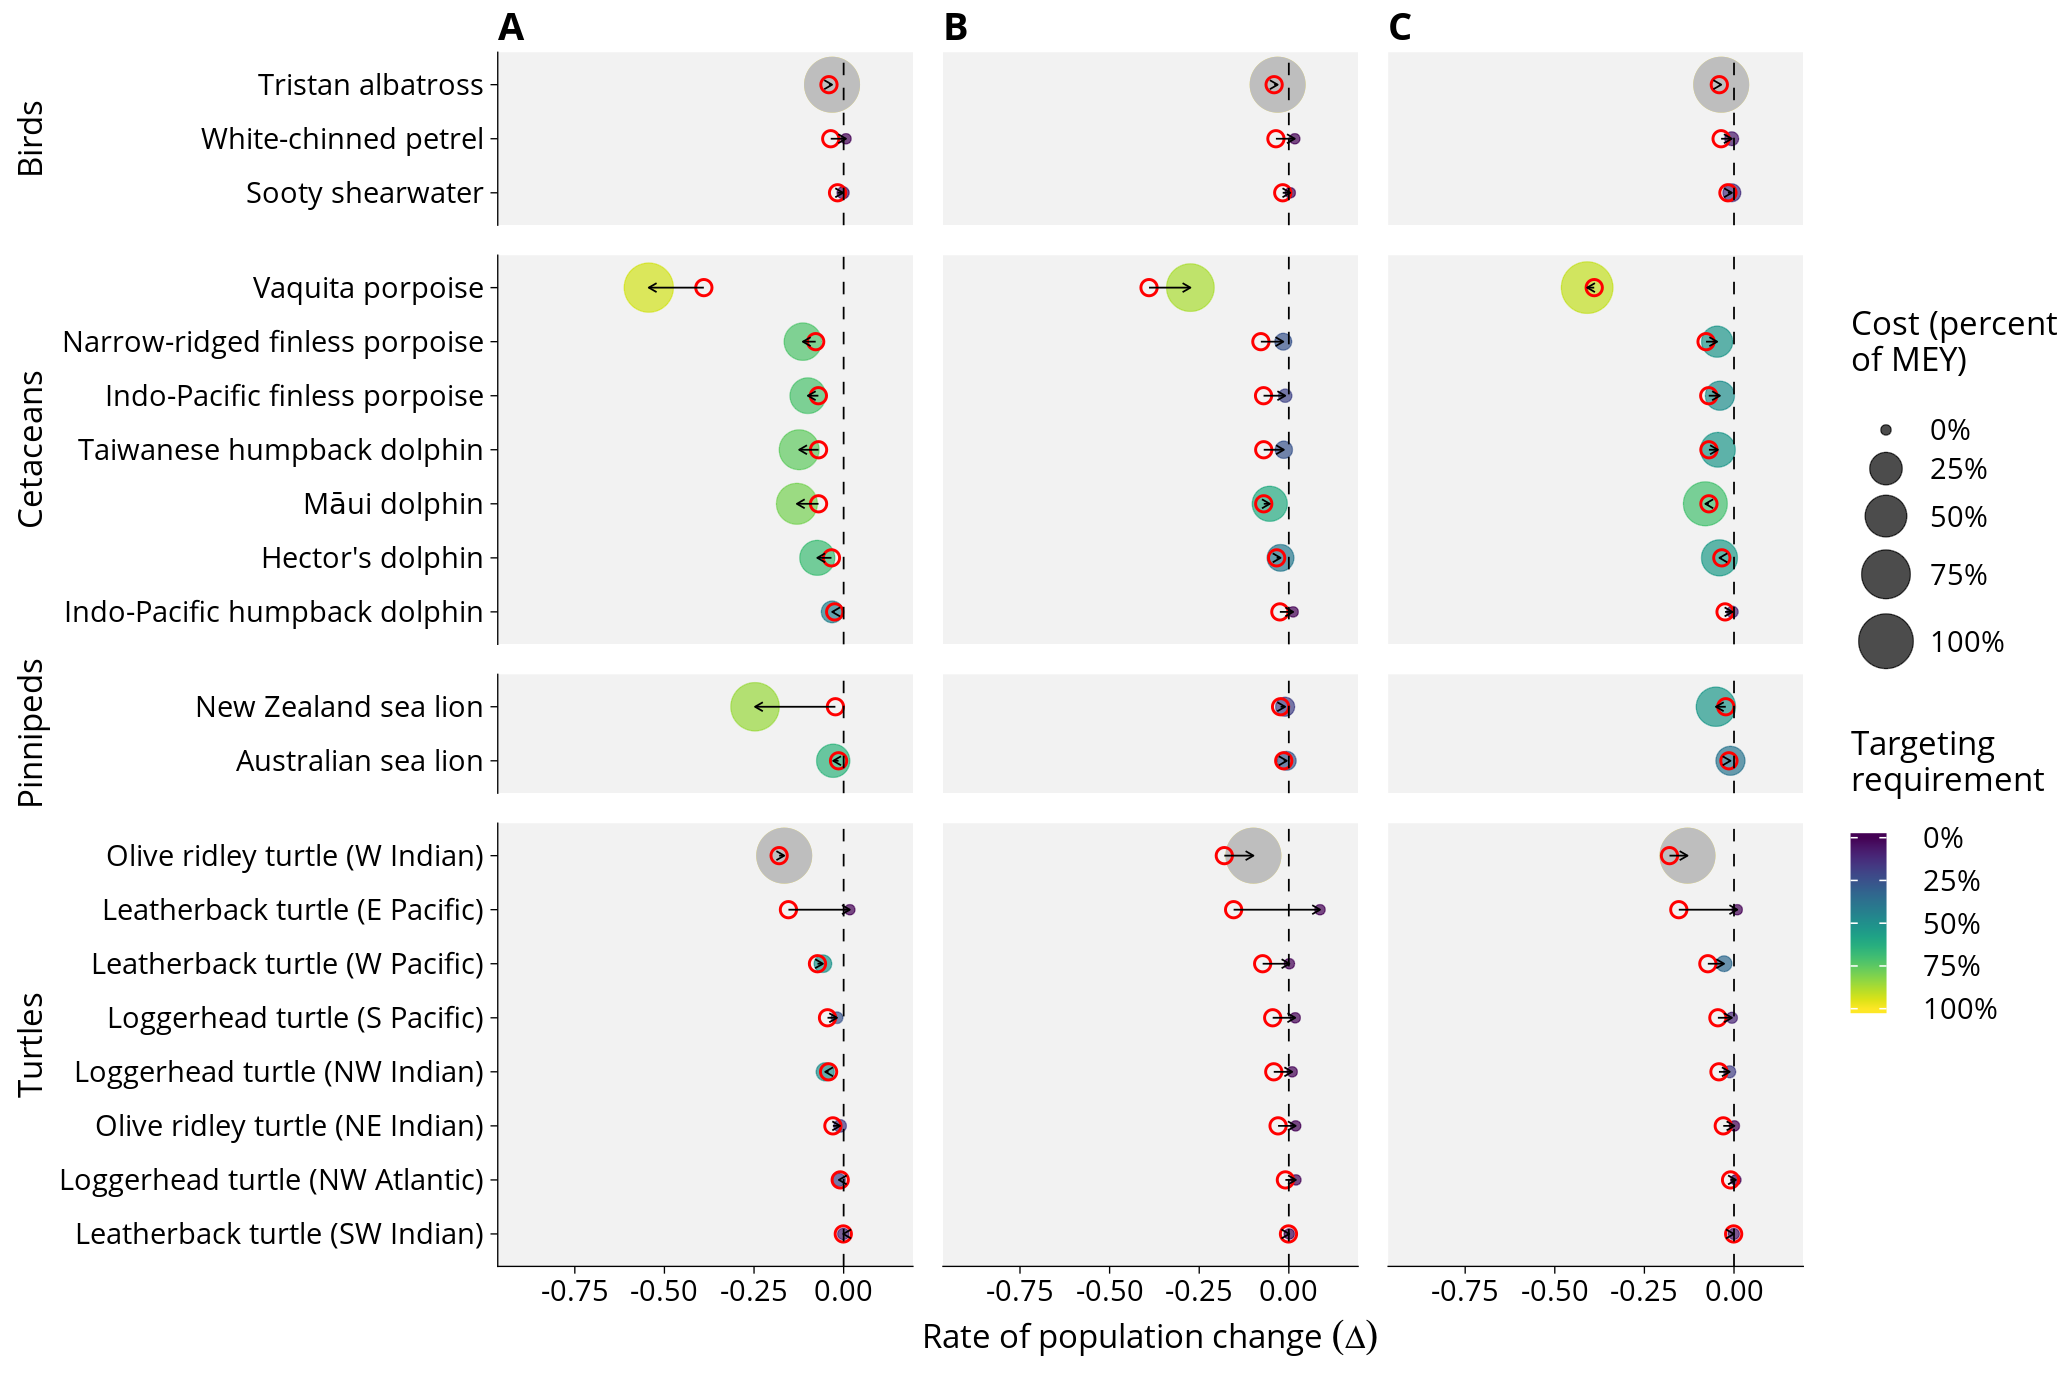 A
B
C
Birds
Tristan albatross
White-chinned petrel
Sooty shearwater
Cetaceans
Vaquita porpoise
Narrow-ridged finless porpoise
Indo-Pacific finless porpoise
Taiwanese humpback dolphin
Māui dolphin
Hector's dolphin
Indo-Pacific humpback dolphin
Pinnipeds
New Zealand sea lion
Australian sea lion
Turtles
Olive ridley turtle (W Indian)
Leatherback turtle (E Pacific)
Leatherback turtle (W Pacific)
Loggerhead turtle (S Pacific)
Loggerhead turtle (NW Indian)
Olive ridley turtle (NE Indian)
Loggerhead turtle (NW Atlantic)
Leatherback turtle (SW Indian)
-0.75 -0.50 -0.25 0.00
-0.75 -0.50 -0.25 0.00
-0.75 -0.50 -0.25 0.00
Rate of population change (Δ)
Cost (percent
of MEY)
0%
25%
50%
75%
100%
Targeting
requirement
0%
25%
50%
75%
100%